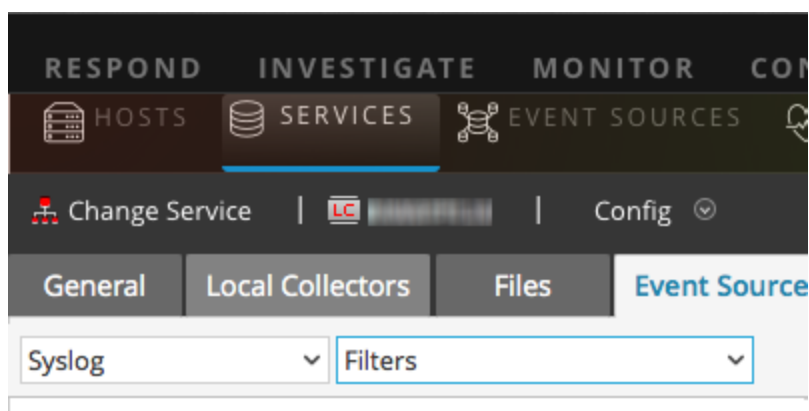 RESPOND INVESTIGATE MONITOR
HOSTS SERVICES EVENT SOURCES
Change Service | LC | Config
General Local Collectors Files Event Source
Syslog Filters